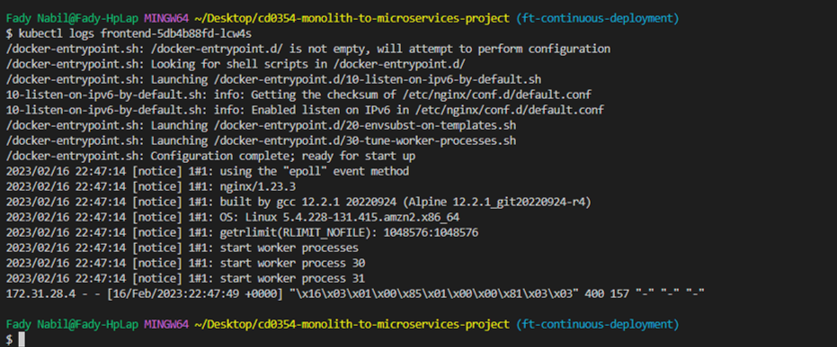 Fady Nabil@Fady-HpLap MINGW64 ~/Desktop/cd0354-monolith-to-microservices-project (ft-continuous-deployment)
$ kubectl logs frontend-5db4b88fd-lcw4s
/docker-entrypoint.sh: /docker-entrypoint.d/ is not empty, will attempt to perform configuration
/docker-entrypoint.sh: Looking for shell scripts in /docker-entrypoint.d/
/docker-entrypoint.sh: Launching /docker-entrypoint.d/10-listen-on-ipv6-by-default.sh
10-listen-on-ipv6-by-default.sh: info: Getting the checksum of /etc/nginx/conf.d/default.conf
10-listen-on-ipv6-by-default.sh: info: Enabled listen on IPv6 in /etc/nginx/conf.d/default.conf
/docker-entrypoint.sh: Launching /docker-entrypoint.d/20-envsubst-on-templates.sh
/docker-entrypoint.sh: Launching /docker-entrypoint.d/30-tune-worker-processes.sh
/docker-entrypoint.sh: Configuration complete; ready for start up
2023/02/16 22:47:14 [notice] 1#1: using the "epoll" event method
2023/02/16 22:47:14 [notice] 1#1: nginx/1.23.3
2023/02/16 22:47:14 [notice] 1#1: built by gcc 12.2.1 20220924 (Alpine 12.2.1_git20220924-r4)
2023/02/16 22:47:14 [notice] 1#1: OS: Linux 5.4.228-131.415.amzn2.x86_64
2023/02/16 22:47:14 [notice] 1#1: getrlimit(RLIMIT_NOFILE): 1048576:1048576
2023/02/16 22:47:14 [notice] 1#1: start worker processes
2023/02/16 22:47:14 [notice] 1#1: start worker process 30
2023/02/16 22:47:14 [notice] 1#1: start worker process 31
172.31.28.4 - - [16/Feb/2023:22:47:49 +0000] "\x16\x03\x01\x00\x85\x01\x00\x00\x81\x03\x03" 400 157 "-" "-" "-"
Fady Nabil@Fady-HpLap MINGW64 ~/Desktop/cd0354-monolith-to-microservices-project (ft-continuous-deployment)
$